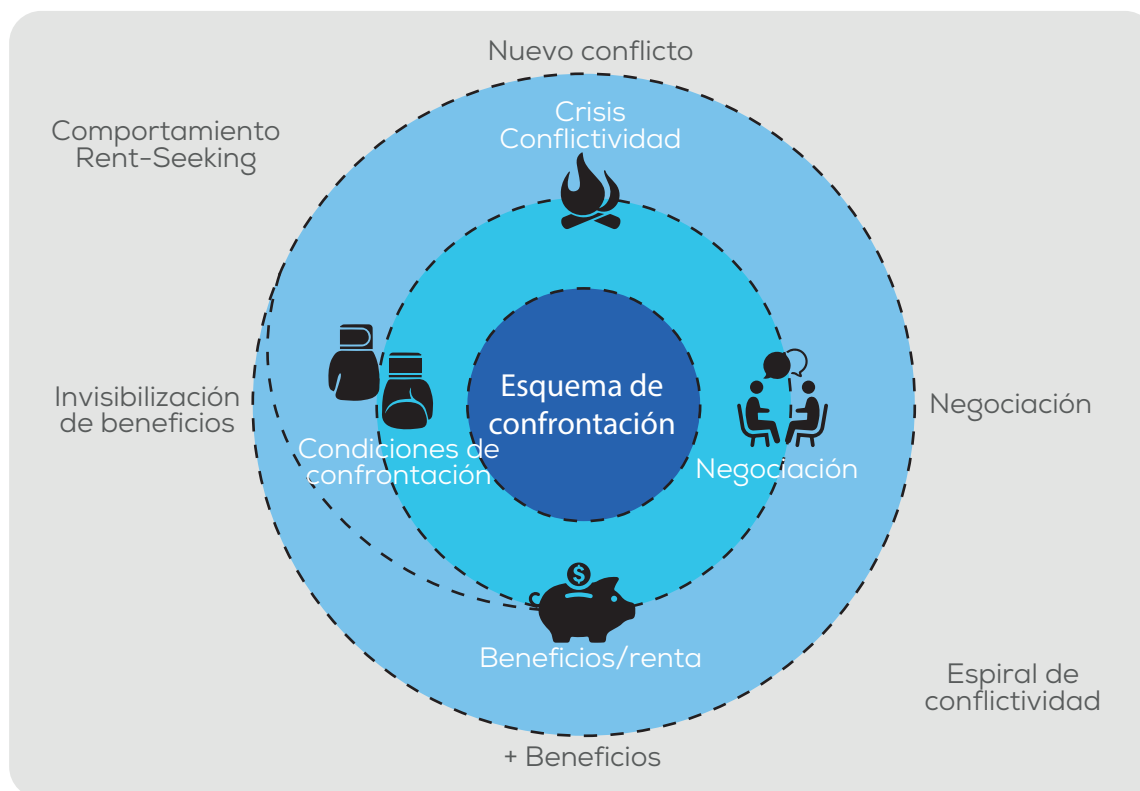 Nuevo conflicto
Comportamiento
Rent-Seeking
Crisis
Conflictividad
Invisibilización
de beneficios
Condiciones de
confrontación
Esquema de
confrontación
Negociación
Negociación
$
Beneficios/renta
Espiral de
conflictividad
+ Beneficios